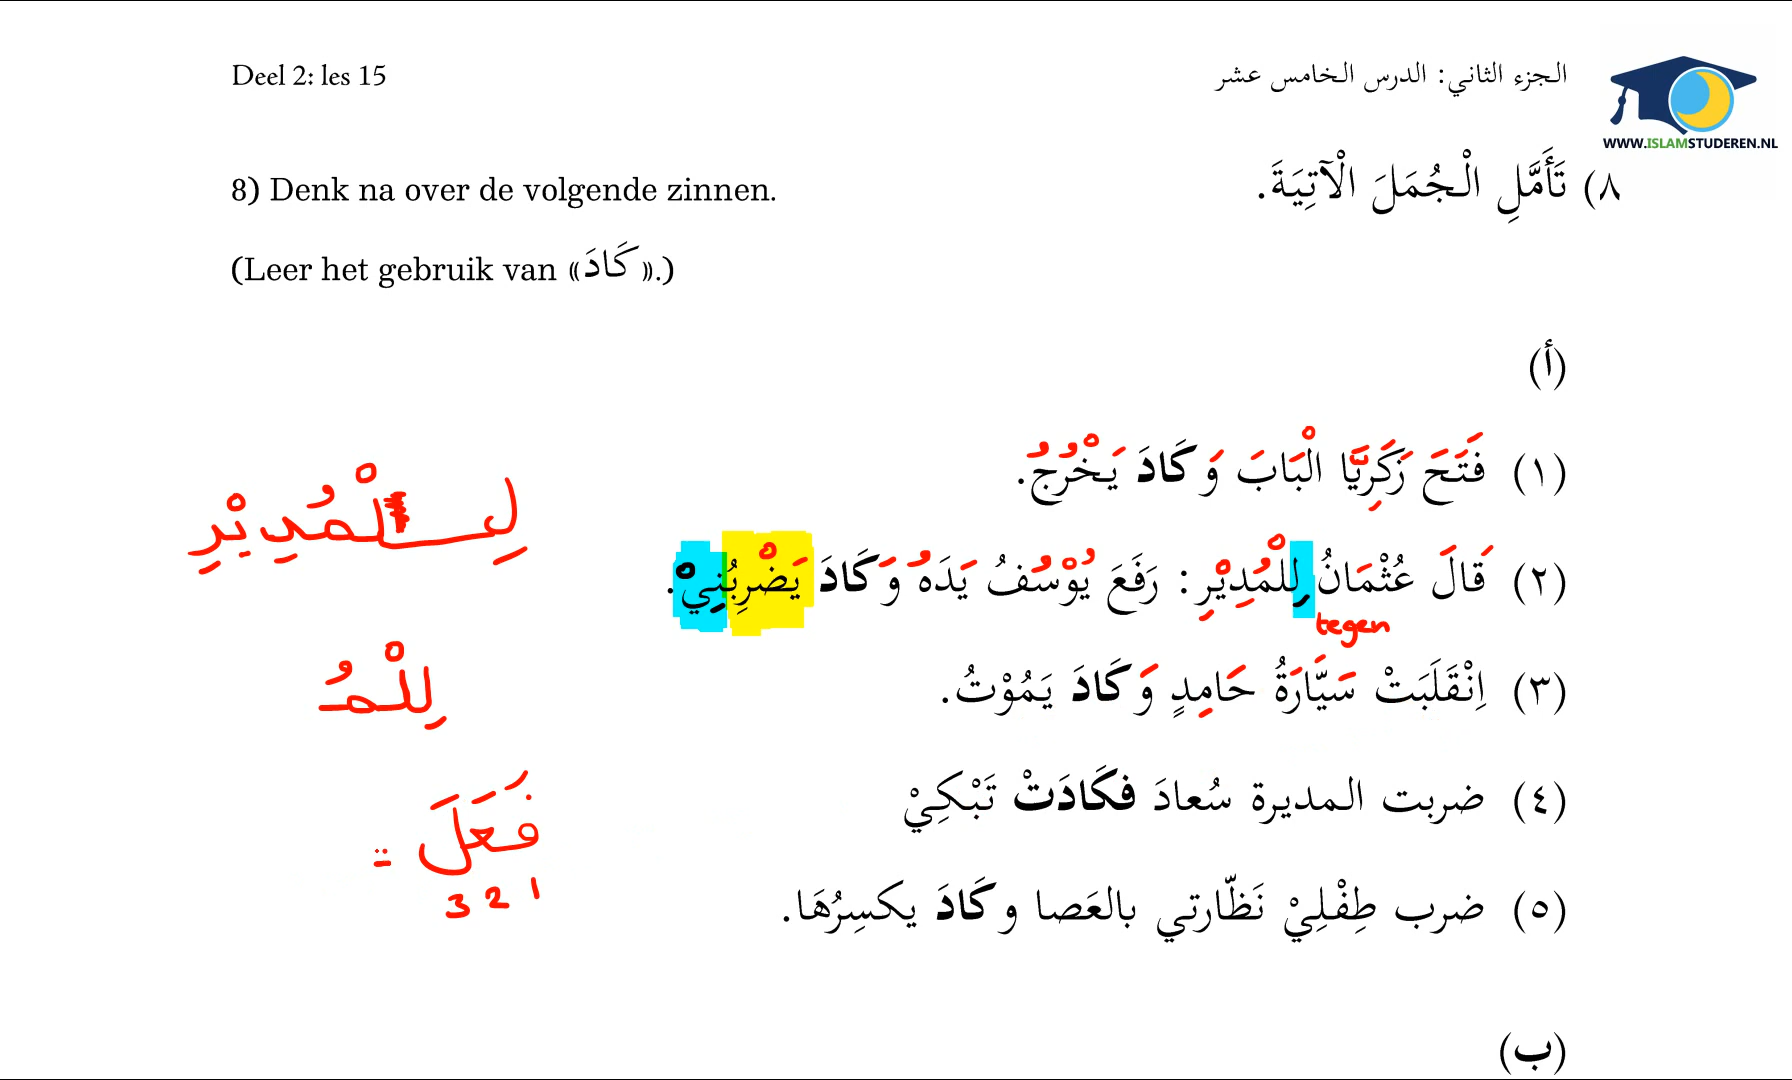 Deel 2: les 15
الجزء الثاني: الدرس الخامس عشر
WWW.ISLAMSTUDEREN.NL
8) Denk na over de volgende zinnen.
٨) تَأَمَّلِ الْجُمَلَ الْآتِيَةَ.
(Leer het gebruik van «كَادَ».)
(أ)
(١) فَتَحَ زَكَرِيَّا الْبَابَ وَكَادَ يَخْرُجُ.
(٢) قَالَ عُثْمَانُ لِلْمُدِيْرِ: رَفَعَ يُوْسُفُ يَدَهُ وَكَادَ يَضْرِبُنِيْ.
tegen
(٣) اِنْقَلَبَتْ سَيَّارَةُ حَامِدٍ وَكَادَ يَمُوْتُ.
(٤) ضربت المديرة سُعادَ فكَادَتْ تَبْكِيْ
(٥) ضرب طِفْلِيْ نَظّارتي بالعَصا وكَادَ يكسِرُهَا.
(ب)
لِـلْمُدِيْرِ
لِلْمُ
فَعَلَ =
3 2 1